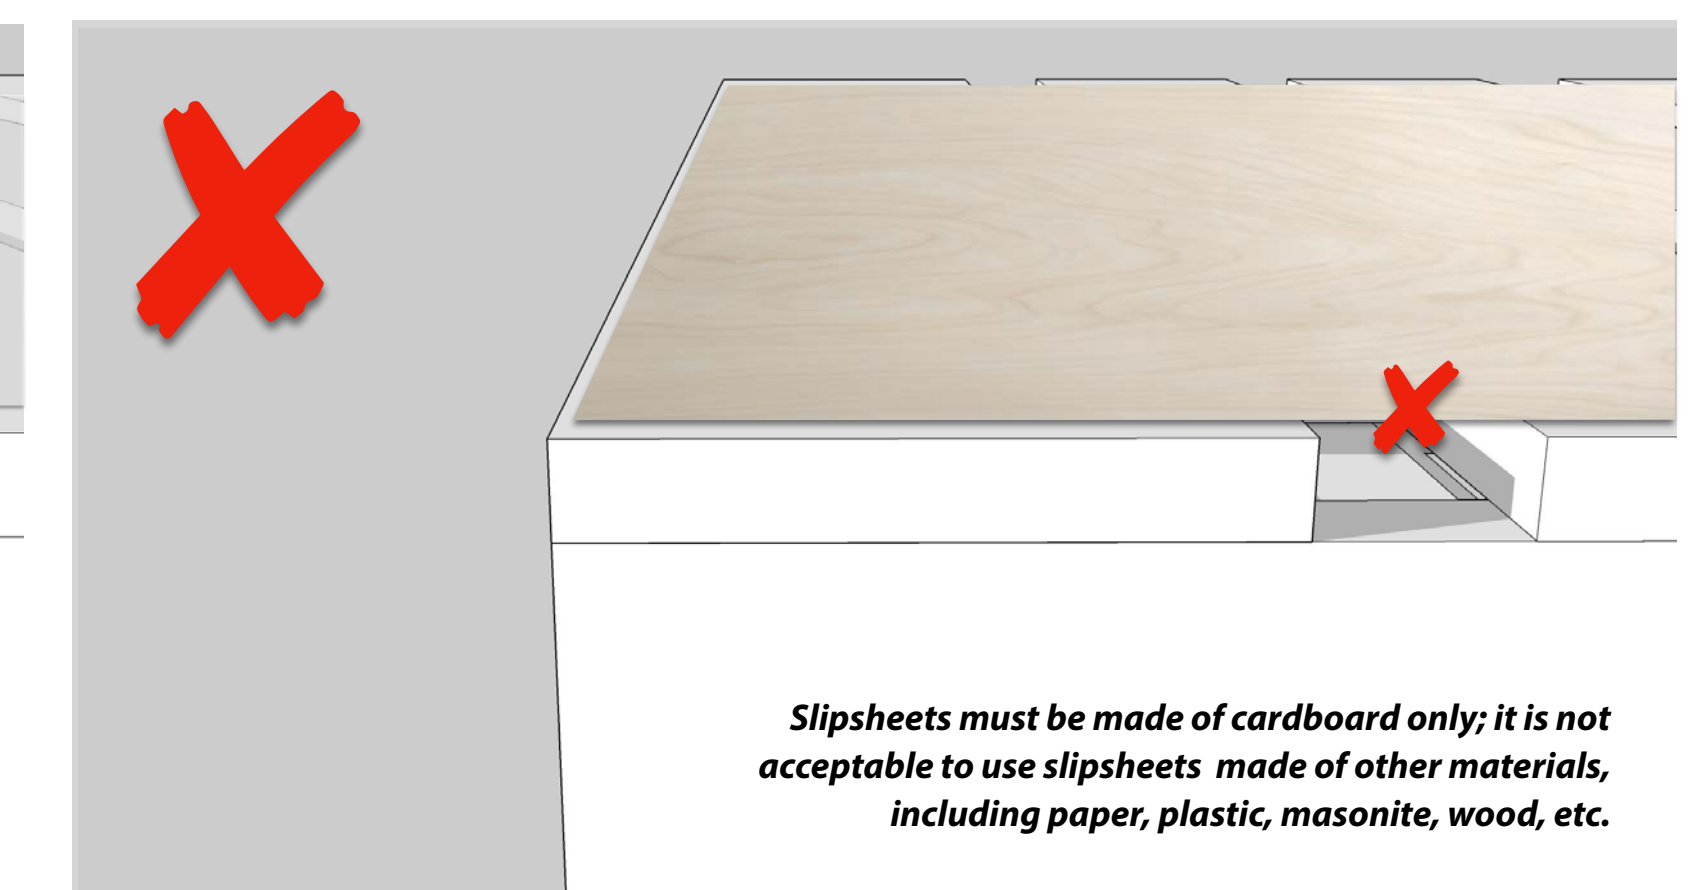 Slipsheets must be made of cardboard only; it is not
acceptable to use slipsheets  made of other materials,
including paper, plastic, masonite, wood, etc.